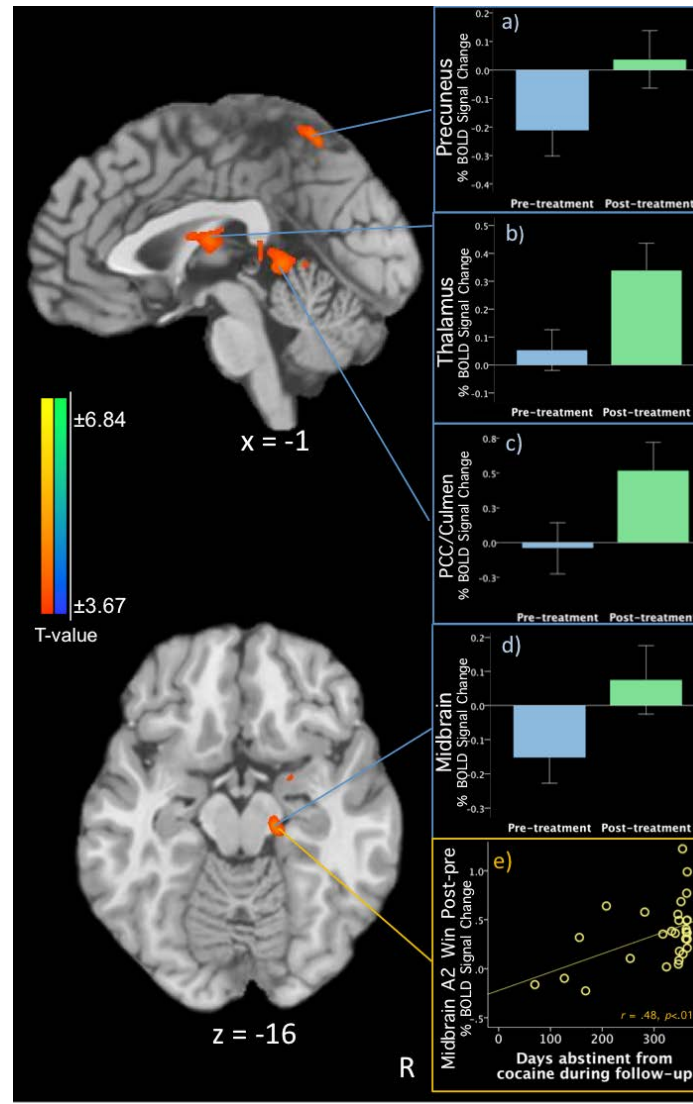 a)
Precuneus
% BOLD Signal Change
0.2
0.1
0.0
-0.1
-0.2
-0.3
-0.4
Pre-treatment Post-treatment
b)
Thalamus
% BOLD Signal Change
0.5
0.4
0.3
0.2
0.1
0.0
-0.1
Pre-treatment Post-treatment
x = -1
±6.84
±3.67
T-value
c)
PCC/Culmen
% BOLD Signal Change
0.8
0.5
0.3
0.0
-0.3
Pre-treatment Post-treatment
d)
Midbrain
% BOLD Signal Change
0.2
0.1
0.0
-0.1
-0.2
-0.3
Pre-treatment Post-treatment
z = -16
R
e)
Midbrain A2 Win Post-pre
% BOLD Signal Change
1.0
.5
0.0
-.5
r = .48, p<.01
0 100 200 300
Days abstinent from
cocaine during follow-up